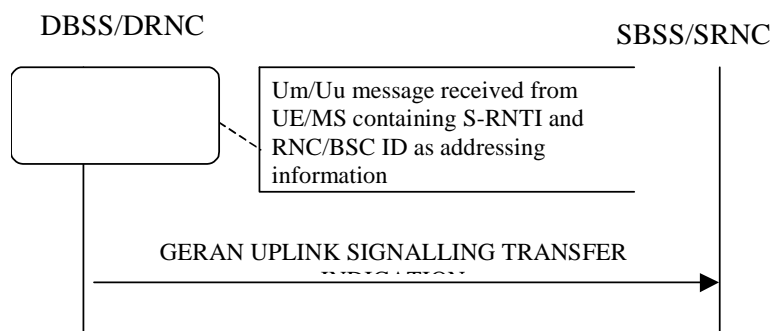 DBSS/DRNC
SBSS/SRNC
Um/Uu message received from
UE/MS containing S-RNTI and
RNC/BSC ID as addressing
information
GERAN UPLINK SIGNALLING TRANSFER
INDICATION